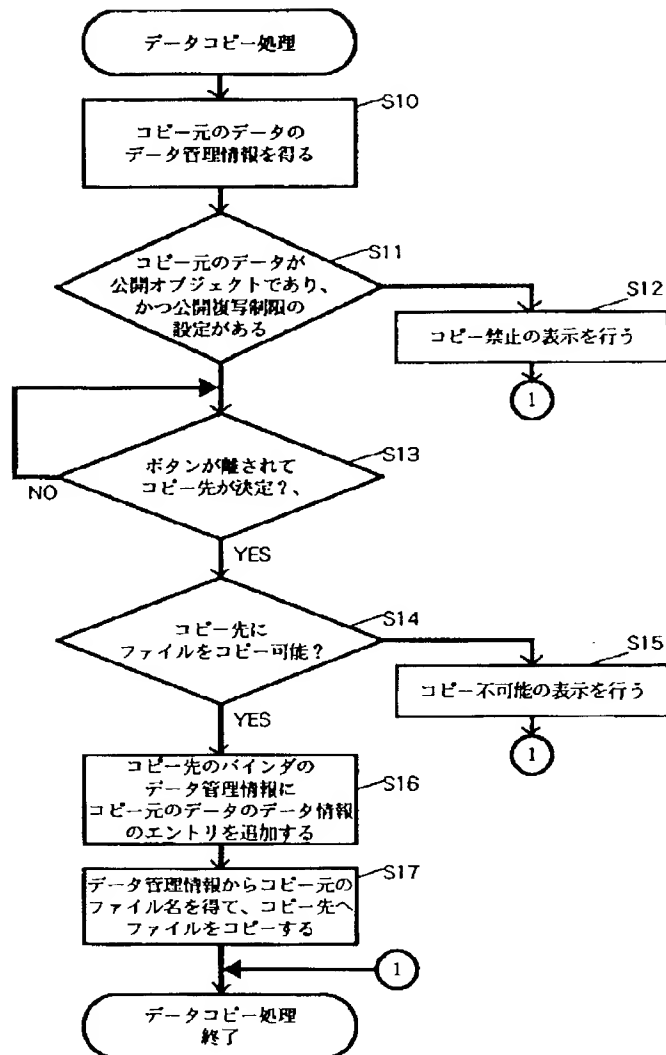 データコピー処理
S10
コピー元のデータの
データ管理情報を得る
S11
コピー元のデータが
公開オブジェクトであり、
かつ公開複写制限の
設定がある
S12
コピー禁止の表示を行う
1
S13
ボタンが離されて
コピー先が決定?、
NO
YES
S14
コピー先に
ファイルをコピー可能?
S15
コピー不可能の表示を行う
1
YES
コピー先のバインダの
データ管理情報に
コピー元のデータのデータ情報
のエントリを追加する
S16
S17
データ管理情報からコピー元の
ファイル名を得て、コピー先へ
ファイルをコピーする
1
データコピー処理
終了